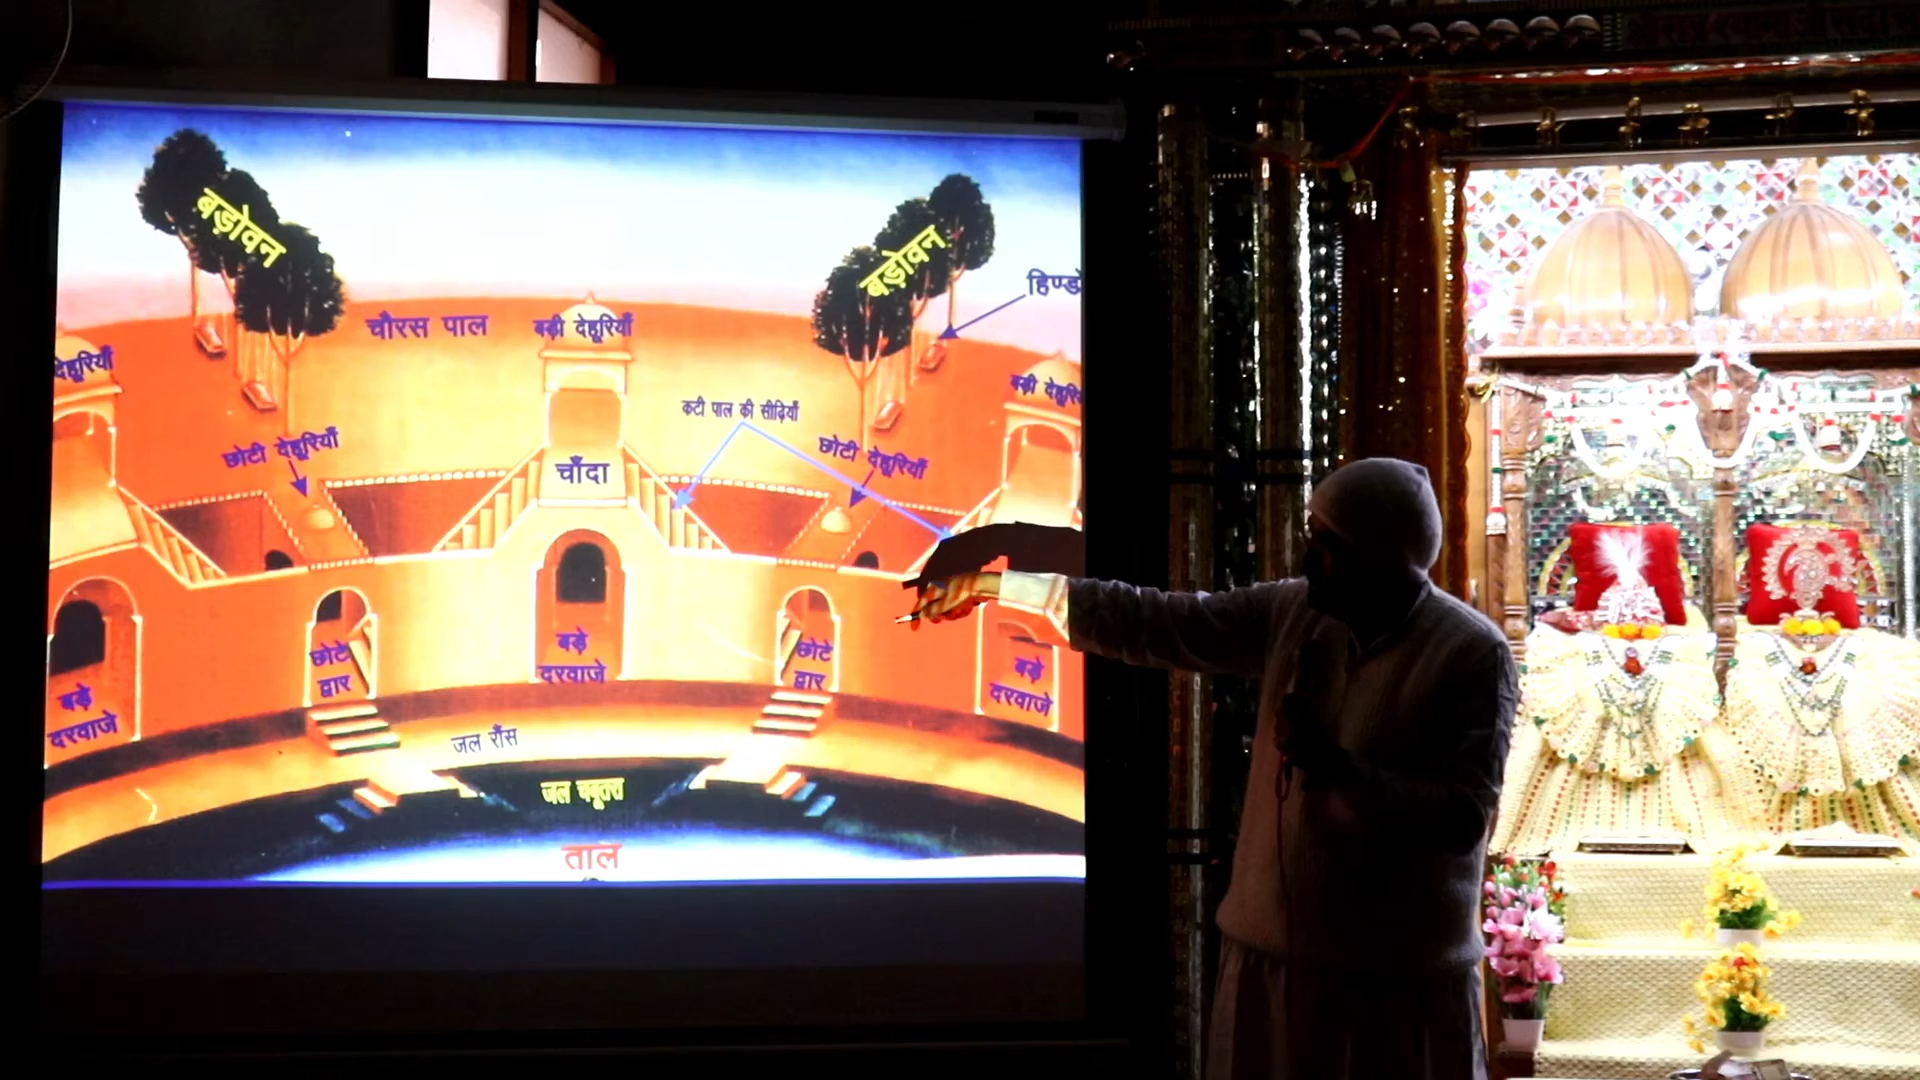 बड़ोवन
बड़ोवन
हिण्डो
चौरस पाल
बड़ी देहूरियाँ
देहूरियाँ
बड़ी देहूरि
कटी पाल की सीढ़ियाँ
छोटी देहूरियाँ
छोटी देहूरियाँ
चाँदा
बड़े
दरवाजे
छोटे
द्वार
बड़े
दरवाजे
छोटे
द्वार
बड़े
दरवाजे
जल रौंस
जल चबूतरा
ताल